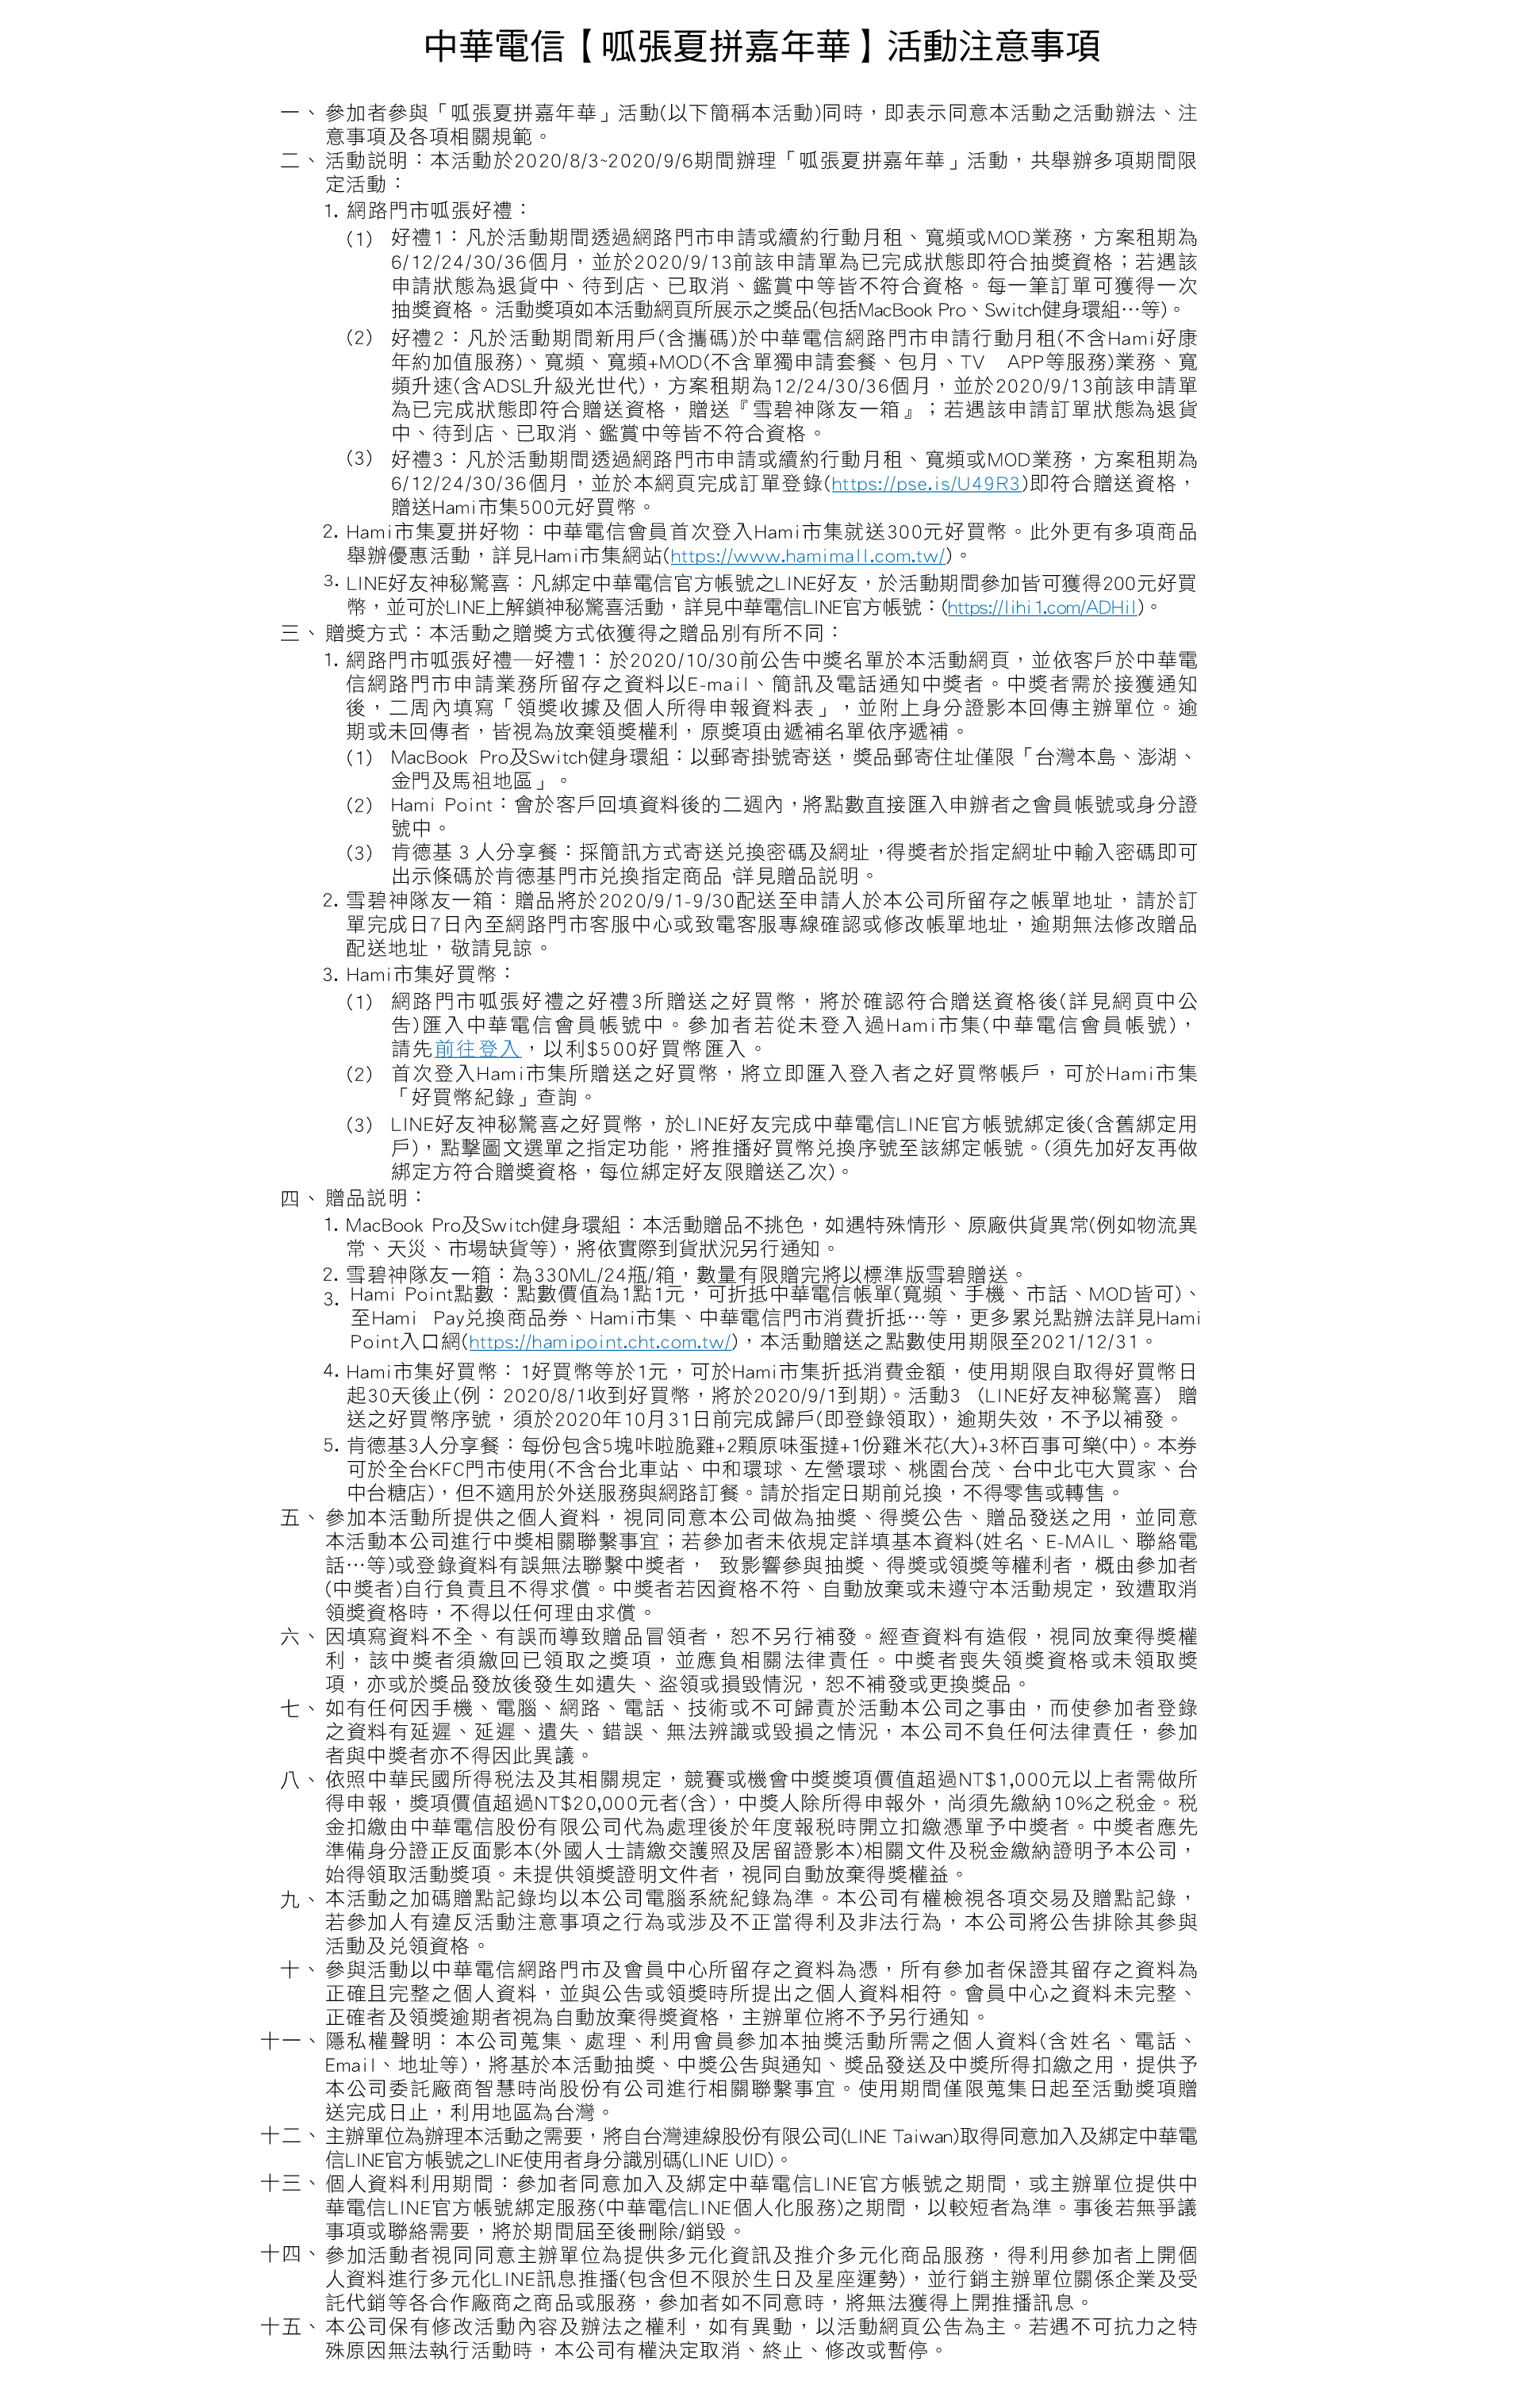 中華電信【呱張夏拼嘉年華】活動注意事項
一、參加者參與「呱張夏拼嘉年華」活動(以下簡稱本活動)同時，即表示同意本活動之活動辦法、注
意事項及各項相關規範。
二、活動說明：本活動於2020/8/3~2020/9/6期間辦理「呱張夏拼嘉年華」活動，共舉辦多項期間限
定活動：
1. 網路門市呱張好禮：
(1) 好禮1：凡於活動期間透過網路門市申請或續約行動月租、寬頻或MOD業務，方案租期為
6/12/24/30/36個月，並於2020/9/13前該申請單為已完成狀態即符合抽獎資格；若遇該
申請狀態為退貨中、待到店、已取消、鑑賞中等皆不符合資格。每一筆訂單可獲得一次
抽獎資格。活動獎項如本活動網頁所展示之獎品(包括MacBook Pro、Switch健身環組…等)。
(2) 好禮2：凡於活動期間新用戶(含攜碼)於中華電信網路門市申請行動月租(不含Hami好康
年約加值服務)、寬頻、寬頻+MOD(不含單獨申請套餐、包月、TV APP等服務)業務、寬
頻升速(含ADSL升級光世代)，方案租期為12/24/30/36個月，並於2020/9/13前該申請單
為已完成狀態即符合贈送資格，贈送『雪碧神隊友一箱』；若遇該申請訂單狀態為退貨
中、待到店、已取消、鑑賞中等皆不符合資格。
(3) 好禮3：凡於活動期間透過網路門市申請或續約行動月租、寬頻或MOD業務，方案租期為
6/12/24/30/36個月，並於本網頁完成訂單登錄(https://pse.is/U49R3)即符合贈送資格，
贈送Hami市集500元好買幣。
2. Hami市集夏拼好物：中華電信會員首次登入Hami市集就送300元好買幣。此外更有多項商品
舉辦優惠活動，詳見Hami市集網站(https://www.hamimall.com.tw/)。
3. LINE好友神秘驚喜：凡綁定中華電信官方帳號之LINE好友，於活動期間參加皆可獲得200元好買
幣，並可於LINE上解鎖神秘驚喜活動，詳見中華電信LINE官方帳號：(https://lihi1.com/ADHil)。
三、贈獎方式：本活動之贈獎方式依獲得之贈品別有所不同：
1. 網路門市呱張好禮─好禮1：於2020/10/30前公告中獎名單於本活動網頁，並依客戶於中華電
信網路門市申請業務所留存之資料以E-mail、簡訊及電話通知中獎者。中獎者需於接獲通知
後，二周內填寫「領獎收據及個人所得申報資料表」，並附上身分證影本回傳主辦單位。逾
期或未回傳者，皆視為放棄領獎權利，原獎項由遞補名單依序遞補。
(1) MacBook Pro及Switch健身環組：以郵寄掛號寄送，獎品郵寄住址僅限「台灣本島、澎湖、
金門及馬祖地區」。
(2) Hami Point：會於客戶回填資料後的二週內，將點數直接匯入申辦者之會員帳號或身分證
號中。
(3) 肯德基 3 人分享餐：採簡訊方式寄送兌換密碼及網址，得獎者於指定網址中輸入密碼即可
出示條碼於肯德基門市兌換指定商品，詳見贈品說明。
2. 雪碧神隊友一箱：贈品將於2020/9/1-9/30配送至申請人於本公司所留存之帳單地址，請於訂
單完成日7日內至網路門市客服中心或致電客服專線確認或修改帳單地址，逾期無法修改贈品
配送地址，敬請見諒。
3. Hami市集好買幣：
(1) 網路門市呱張好禮之好禮3所贈送之好買幣，將於確認符合贈送資格後(詳見網頁中公
告)匯入中華電信會員帳號中。參加者若從未登入過Hami市集(中華電信會員帳號)，
請先前往登入，以利$500好買幣匯入。
(2) 首次登入Hami市集所贈送之好買幣，將立即匯入登入者之好買幣帳戶，可於Hami市集
「好買幣紀錄」查詢。
(3) LINE好友神秘驚喜之好買幣，於LINE好友完成中華電信LINE官方帳號綁定後(含舊綁定用
戶)，點擊圖文選單之指定功能，將推播好買幣兌換序號至該綁定帳號。(須先加好友再做
綁定方符合贈獎資格，每位綁定好友限贈送乙次)。
四、贈品說明：
1. MacBook Pro及Switch健身環組：本活動贈品不挑色，如遇特殊情形、原廠供貨異常(例如物流異
常、天災、市場缺貨等)，將依實際到貨狀況另行通知。
2. 雪碧神隊友一箱：為330ML/24瓶/箱，數量有限贈完將以標準版雪碧贈送。
3. Hami Point點數：點數價值為1點1元，可折抵中華電信帳單(寬頻、手機、市話、MOD皆可)、
至Hami Pay兌換商品券、Hami市集、中華電信門市消費折抵…等，更多累兌點辦法詳見Hami
Point入口網(https://hamipoint.cht.com.tw/)，本活動贈送之點數使用期限至2021/12/31。
4. Hami市集好買幣：1好買幣等於1元，可於Hami市集折抵消費金額，使用期限自取得好買幣日
起30天後止(例：2020/8/1收到好買幣，將於2020/9/1到期)。活動3 (LINE好友神秘驚喜) 贈
送之好買幣序號，須於2020年10月31日前完成歸戶(即登錄領取)，逾期失效，不予以補發。
5. 肯德基3人分享餐：每份包含5塊咔啦脆雞+2顆原味蛋撻+1份雞米花(大)+3杯百事可樂(中)。本券
可於全台KFC門市使用(不含台北車站、中和環球、左營環球、桃園台茂、台中北屯大買家、台
中台糖店)，但不適用於外送服務與網路訂餐。請於指定日期前兌換，不得零售或轉售。
五、參加本活動所提供之個人資料，視同同意本公司做為抽獎、得獎公告、贈品發送之用，並同意
本活動本公司進行中獎相關聯繫事宜；若參加者未依規定詳填基本資料(姓名、E-MAIL、聯絡電
話…等)或登錄資料有誤無法聯繫中獎者， 致影響參與抽獎、得獎或領獎等權利者，概由參加者
(中獎者)自行負責且不得求償。中獎者若因資格不符、自動放棄或未遵守本活動規定，致遭取消
領獎資格時，不得以任何理由求償。
六、因填寫資料不全、有誤而導致贈品冒領者，恕不另行補發。經查資料有造假，視同放棄得獎權
利，該中獎者須繳回已領取之獎項，並應負相關法律責任。中獎者喪失領獎資格或未領取獎
項，亦或於獎品發放後發生如遺失、盜領或損毀情況，恕不補發或更換獎品。
七、如有任何因手機、電腦、網路、電話、技術或不可歸責於活動本公司之事由，而使參加者登錄
之資料有延遲、延遲、遺失、錯誤、無法辨識或毀損之情況，本公司不負任何法律責任，參加
者與中獎者亦不得因此異議。
八、依照中華民國所得稅法及其相關規定，競賽或機會中獎獎項價值超過NT$1,000元以上者需做所
得申報，獎項價值超過NT$20,000元者(含)，中獎人除所得申報外，尚須先繳納10%之稅金。稅
金扣繳由中華電信股份有限公司代為處理後於年度報稅時開立扣繳憑單予中獎者。中獎者應先
準備身分證正反面影本(外國人士請繳交護照及居留證影本)相關文件及稅金繳納證明予本公司，
始得領取活動獎項。未提供領獎證明文件者，視同自動放棄得獎權益。
九、本活動之加碼贈點記錄均以本公司電腦系統紀錄為準。本公司有權檢視各項交易及贈點記錄，
若參加人有違反活動注意事項之行為或涉及不正當得利及非法行為，本公司將公告排除其參與
活動及兌領資格。
十、參與活動以中華電信網路門市及會員中心所留存之資料為憑，所有參加者保證其留存之資料為
正確且完整之個人資料，並與公告或領獎時所提出之個人資料相符。會員中心之資料未完整、
正確者及領獎逾期者視為自動放棄得獎資格，主辦單位將不予另行通知。
十一、隱私權聲明：本公司蒐集、處理、利用會員參加本抽獎活動所需之個人資料(含姓名、電話、
Email、地址等)，將基於本活動抽獎、中獎公告與通知、獎品發送及中獎所得扣繳之用，提供予
本公司委託廠商智慧時尚股份有公司進行相關聯繫事宜。使用期間僅限蒐集日起至活動獎項贈
送完成日止，利用地區為台灣。
十二、主辦單位為辦理本活動之需要，將自台灣連線股份有限公司(LINE Taiwan)取得同意加入及綁定中華電
信LINE官方帳號之LINE使用者身分識別碼(LINE UID)。
十三、個人資料利用期間：參加者同意加入及綁定中華電信LINE官方帳號之期間，或主辦單位提供中
華電信LINE官方帳號綁定服務(中華電信LINE個人化服務)之期間，以較短者為準。事後若無爭議
事項或聯絡需要，將於期間屆至後刪除/銷毀。
十四、參加活動者視同同意主辦單位為提供多元化資訊及推介多元化商品服務，得利用參加者上開個
人資料進行多元化LINE訊息推播(包含但不限於生日及星座運勢)，並行銷主辦單位關係企業及受
託代銷等各合作廠商之商品或服務，參加者如不同意時，將無法獲得上開推播訊息。
十五、本公司保有修改活動內容及辦法之權利，如有異動，以活動網頁公告為主。若遇不可抗力之特
殊原因無法執行活動時，本公司有權決定取消、終止、修改或暫停。